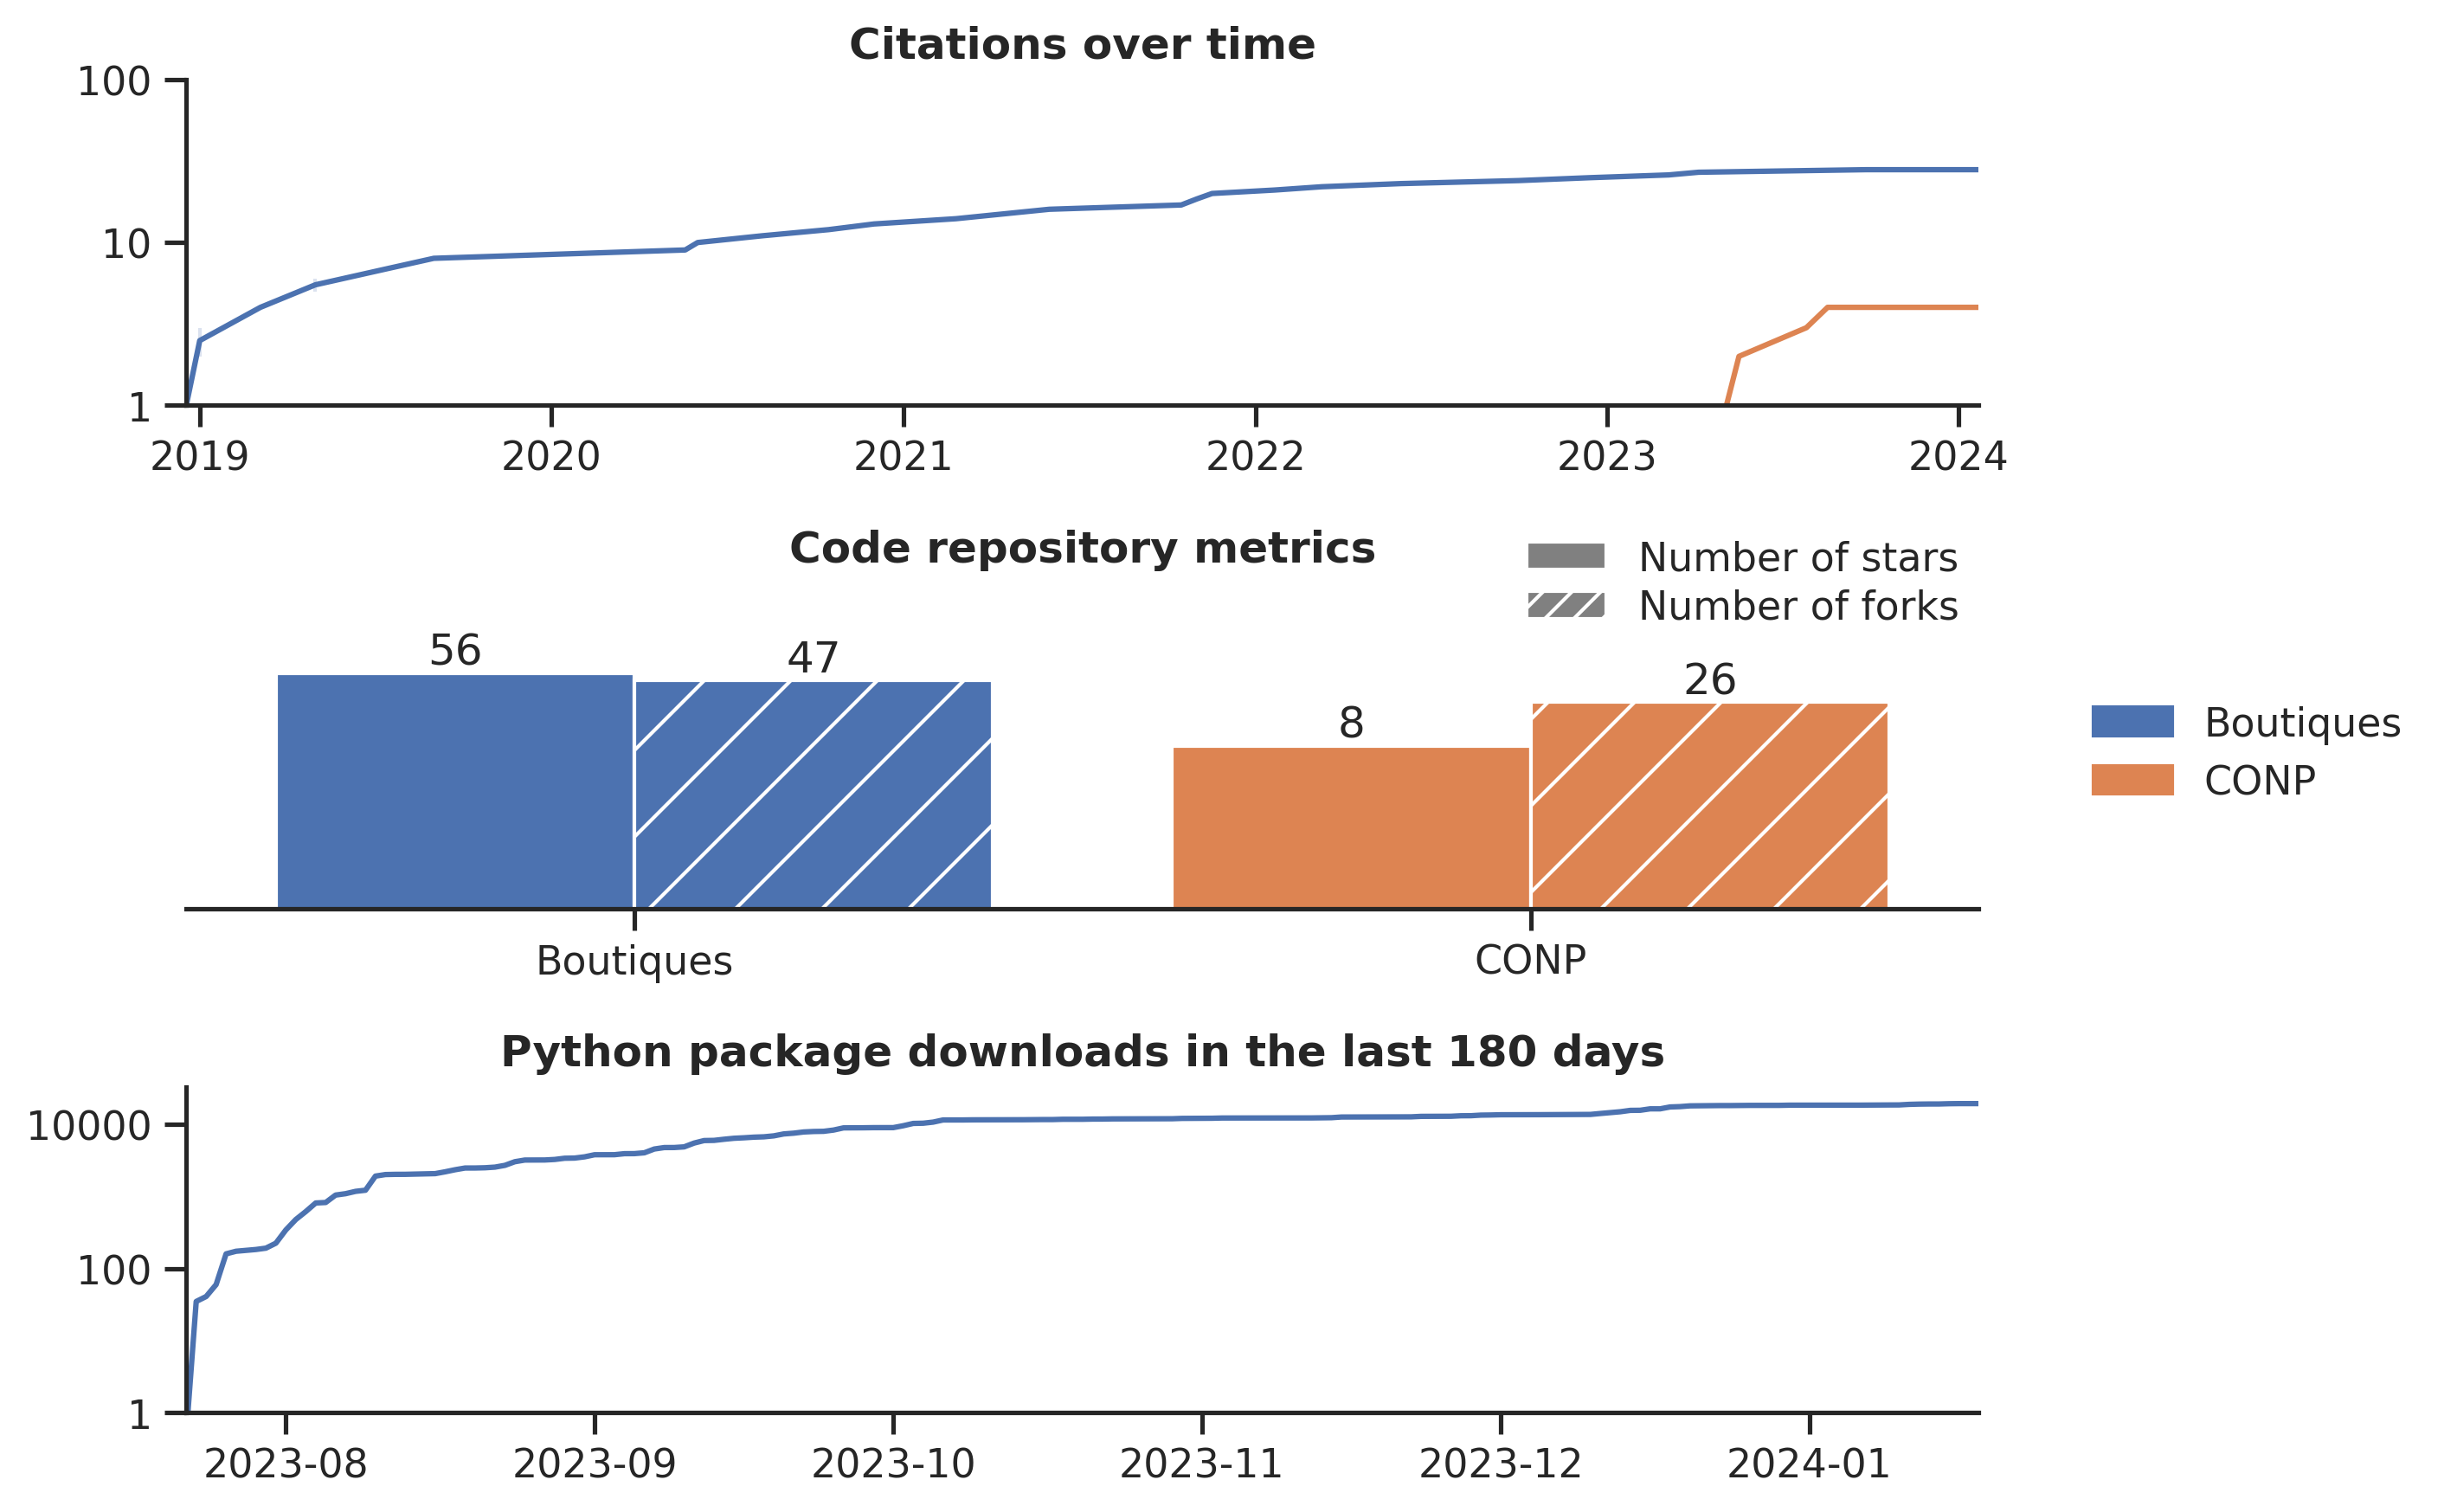 Citations over time
100
10
1
2019 2020 2021 2022 2023 2024
Code repository metrics
Number of stars
Number of forks
56 47 8 26
Boutiques
CONP
Boutiques CONP
Python package downloads in the last 180 days
10000
100
1
2023-08 2023-09 2023-10 2023-11 2023-12 2024-01